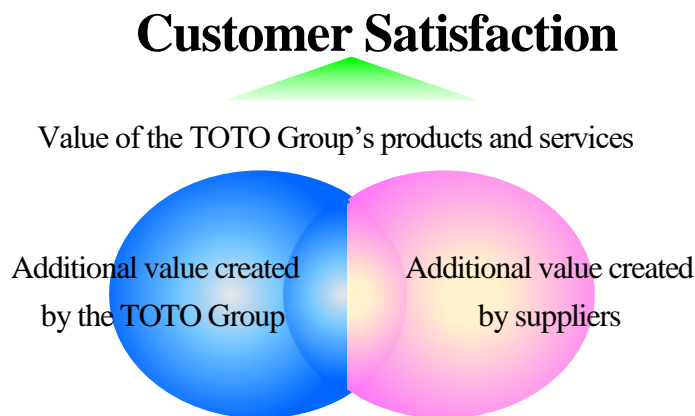 Customer Satisfaction
Value of the TOTO Group’s products and services
Additional value created
by the TOTO Group
Additional value created
by suppliers